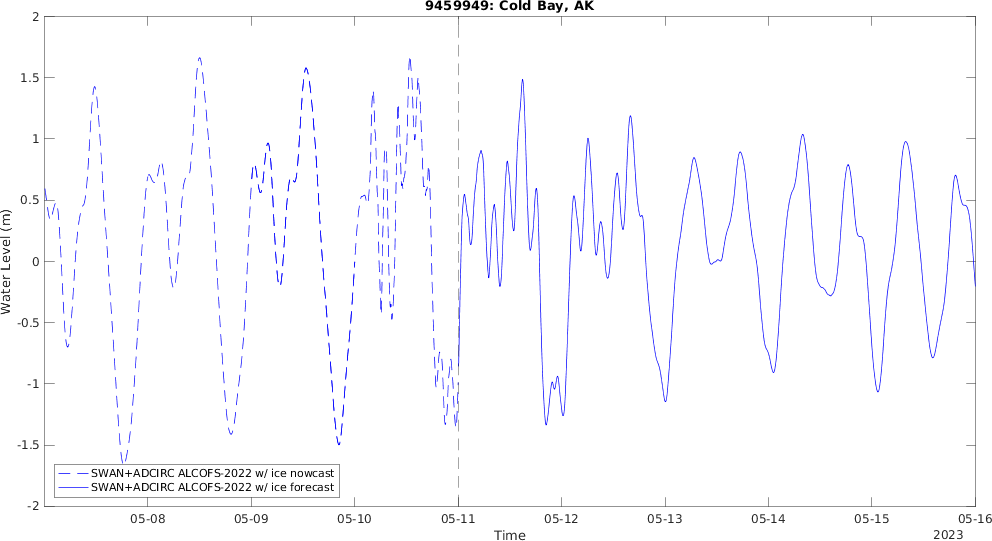 9459949: Cold Bay, AK
Water Level (m)
2
1.5
1
0.5
0
-0.5
-1
-1.5
-2
SWAN+ADCIRC ALCOFS-2022 w/ ice nowcast
SWAN+ADCIRC ALCOFS-2022 w/ ice forecast
05-08 05-09 05-10 05-11 05-12 05-13 05-14 05-15 05-16
Time
2023